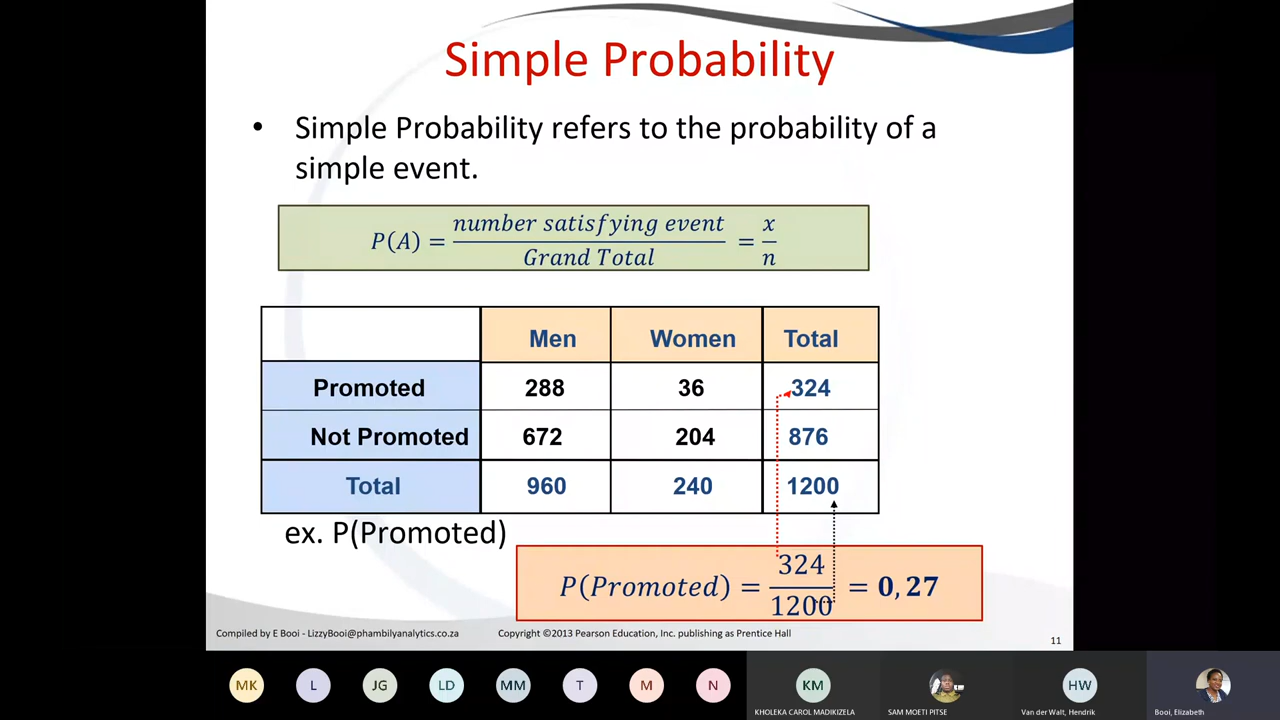 Simple Probability
• Simple Probability refers to the probability of a
simple event.
P(A) = number satisfying event / Grand Total = x / n
Men Women Total
Promoted 288 36 324
Not Promoted 672 204 876
Total 960 240 1200
ex. P(Promoted)
P(Promoted) = 324 / 1200 = 0,27
Compiled by E Booi - LizzyBooi@phambilyanalytics.co.za Copyright ©2013 Pearson Education, Inc. publishing as Prentice Hall 11
MK L JG LD MM T M N KM HW
KHOLEKA CAROL MADIKIZELA SAM MOETI PITSE Van der Walt, Hendrik Booi, Elizabeth